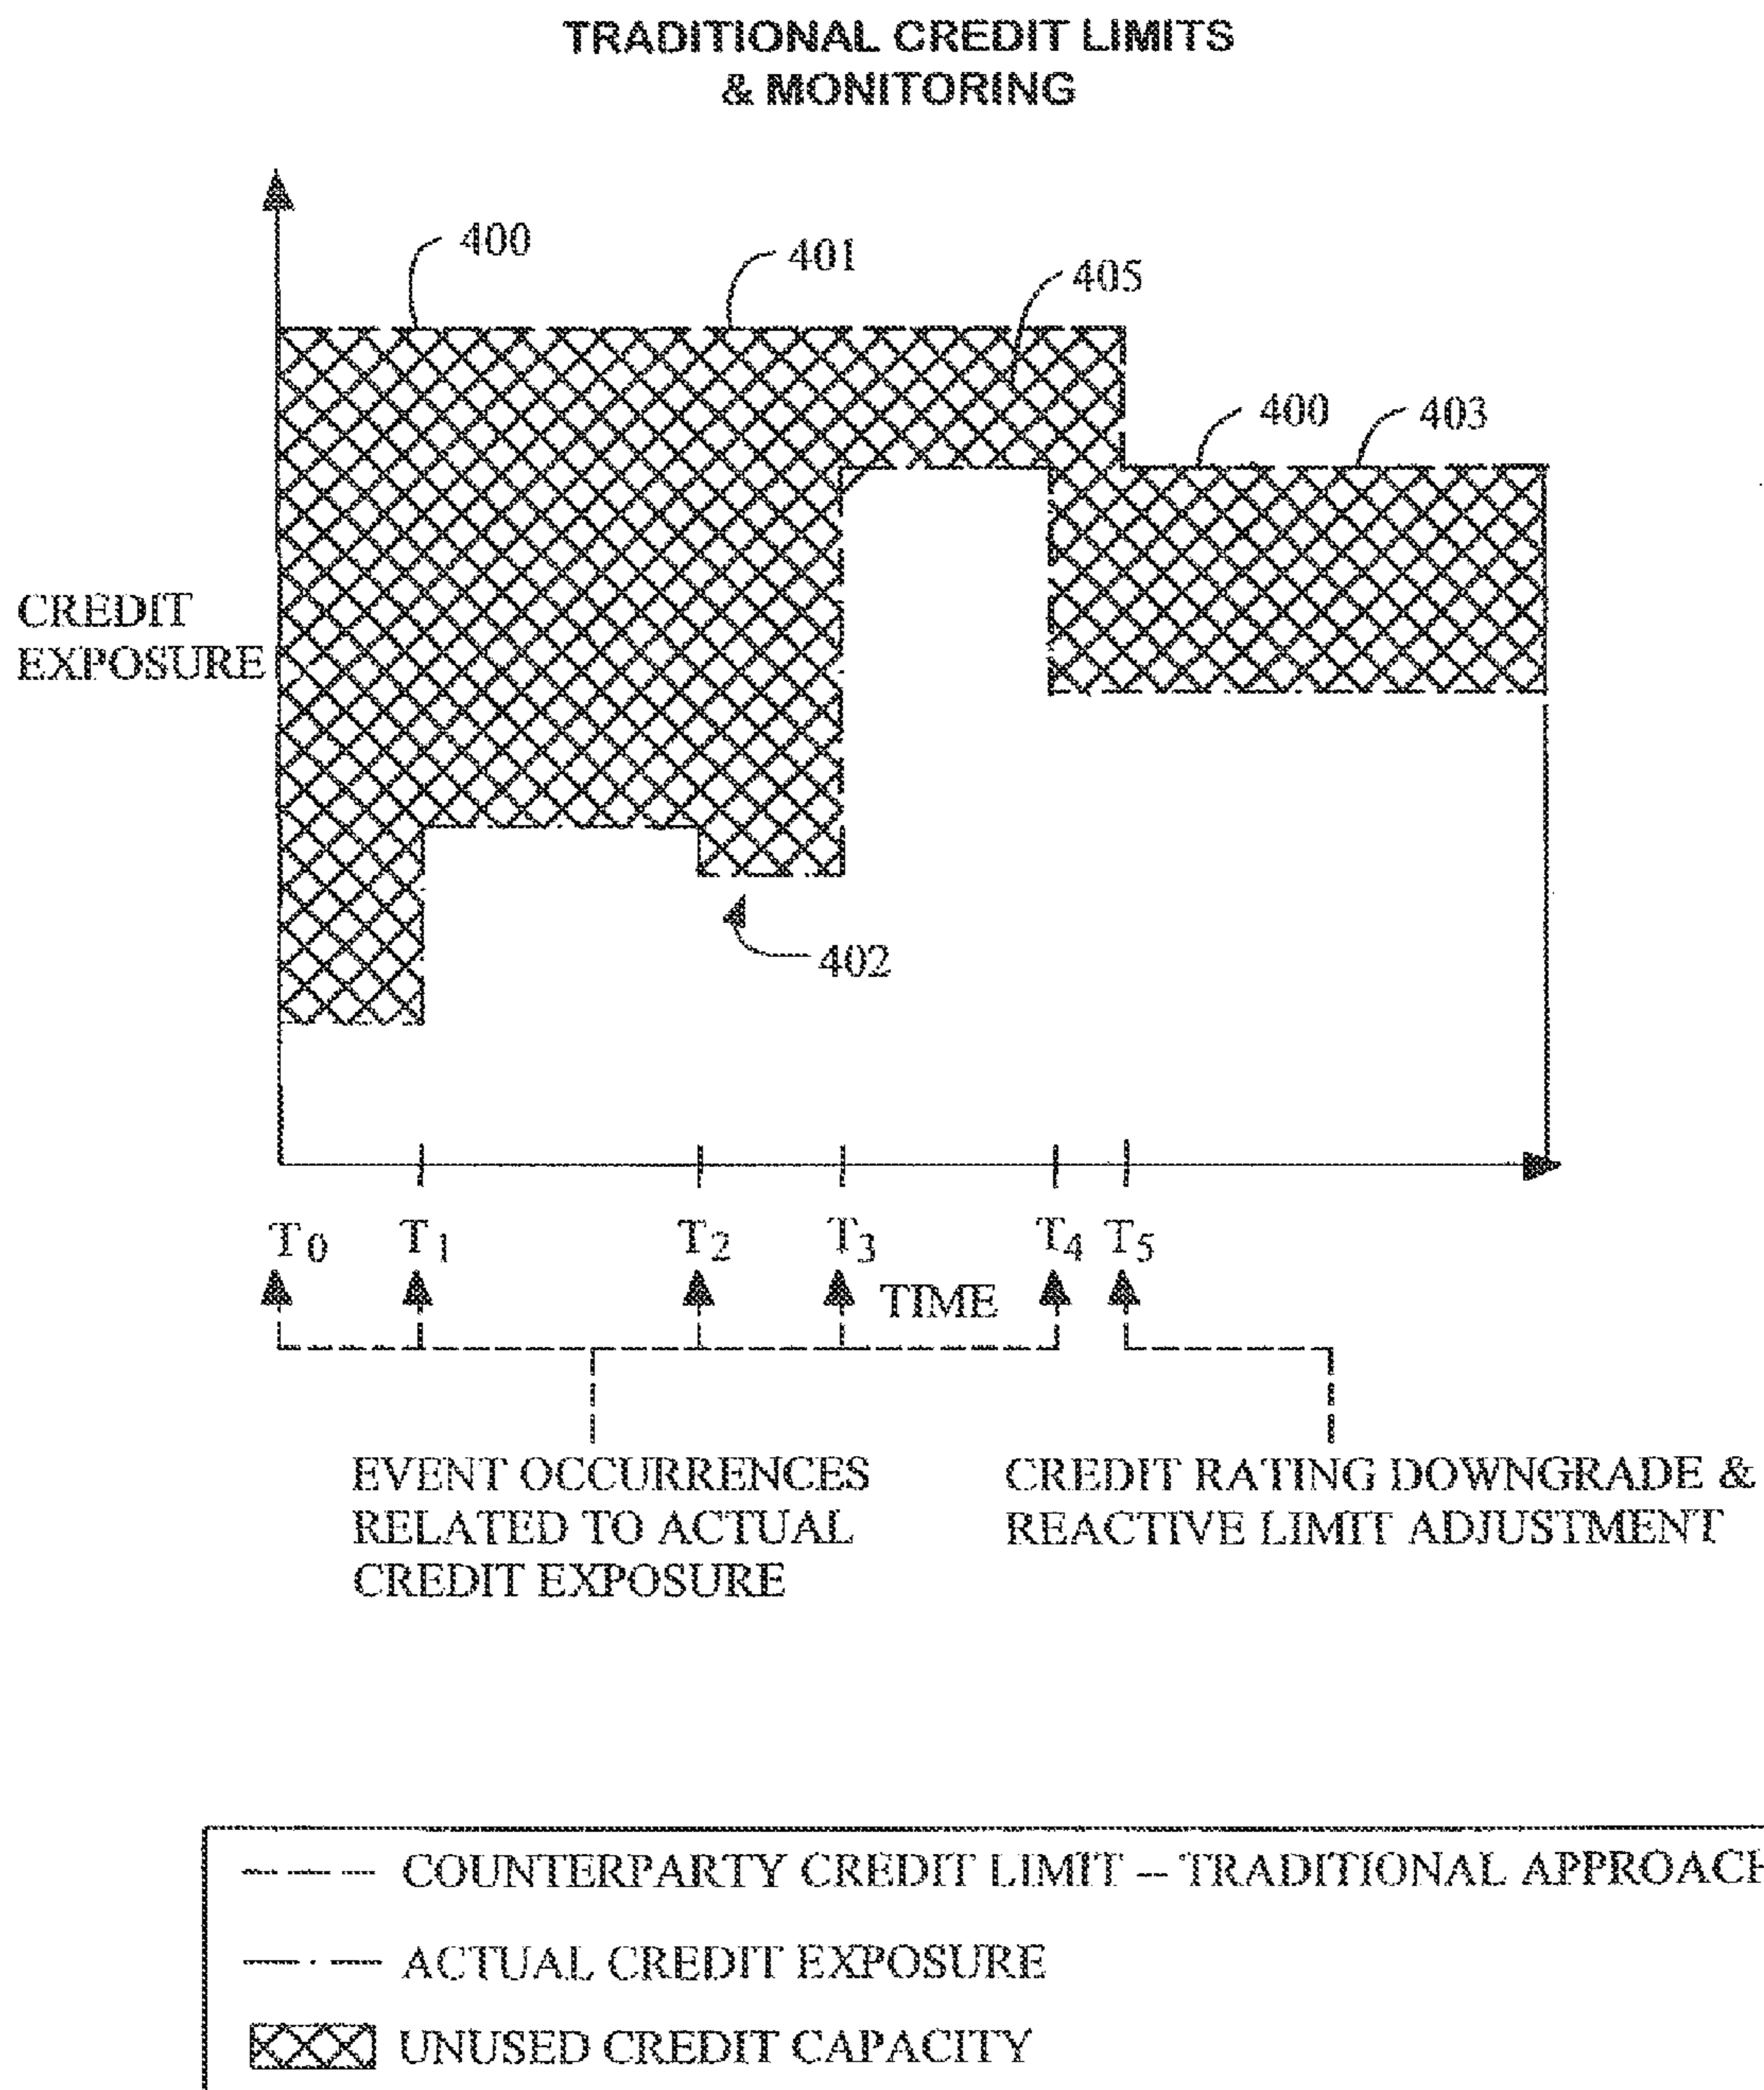 TRADITIONAL CREDIT LIMITS
& MONITORING
400
401
405
400
403
CREDIT
EXPOSURE
402
T0 T1 T2 T3 T4 T5
TIME
EVENT OCCURRENCES
RELATED TO ACTUAL
CREDIT EXPOSURE
CREDIT RATING DOWNGRADE &
REACTIVE LIMIT ADJUSTMENT
COUNTERPARTY CREDIT LIMIT -- TRADITIONAL APPROACH
ACTUAL CREDIT EXPOSURE
UNUSED CREDIT CAPACITY